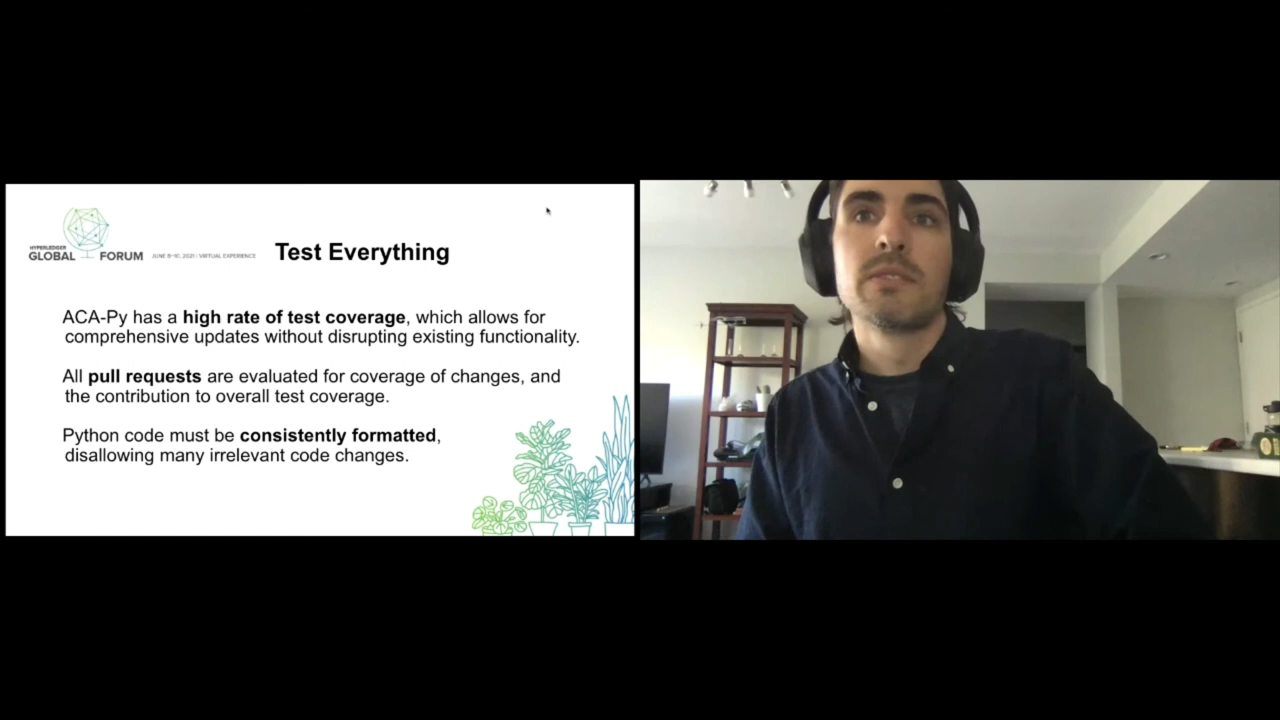 HYPERLEDGER
GLOBAL FORUM
JUNE 8-10, 2021 | VIRTUAL EXPERIENCE
Test Everything
ACA-Py has a high rate of test coverage, which allows for
comprehensive updates without disrupting existing functionality.
All pull requests are evaluated for coverage of changes, and
the contribution to overall test coverage.
Python code must be consistently formatted,
disallowing many irrelevant code changes.